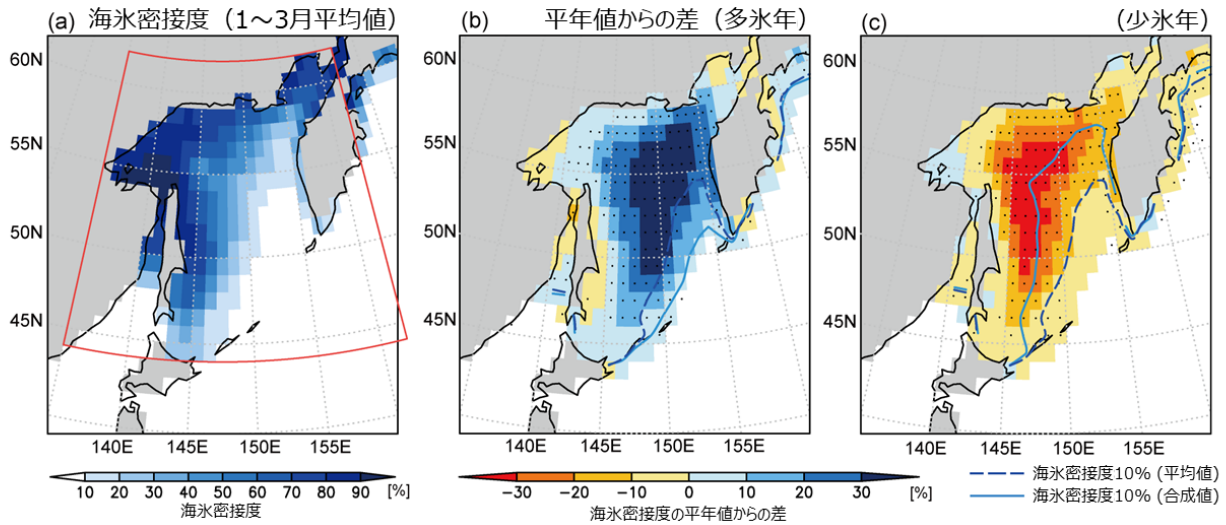 (a) 海氷密接度(1～3月平均値)
(b) 平年値からの差(多氷年)
(c) (少氷年)
60N
55N
50N
45N
140E 145E 150E 155E
60N
55N
50N
45N
140E 145E 150E 155E
60N
55N
50N
45N
140E 145E 150E 155E
10 20 30 40 50 60 70 80 90 [%]
海氷密接度
-30 -20 -10 0 10 20 30 [%]
海氷密接度の平年値からの差
海氷密接度10% (平均値)
海氷密接度10% (合成値)